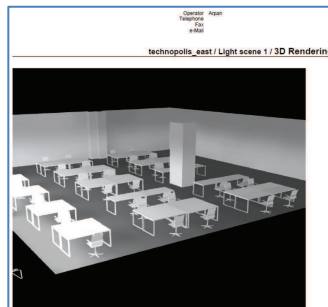 Operator Arpan
Telephone
Fax
e-Mail
technopolis_east / Light scene 1 / 3D Rendering